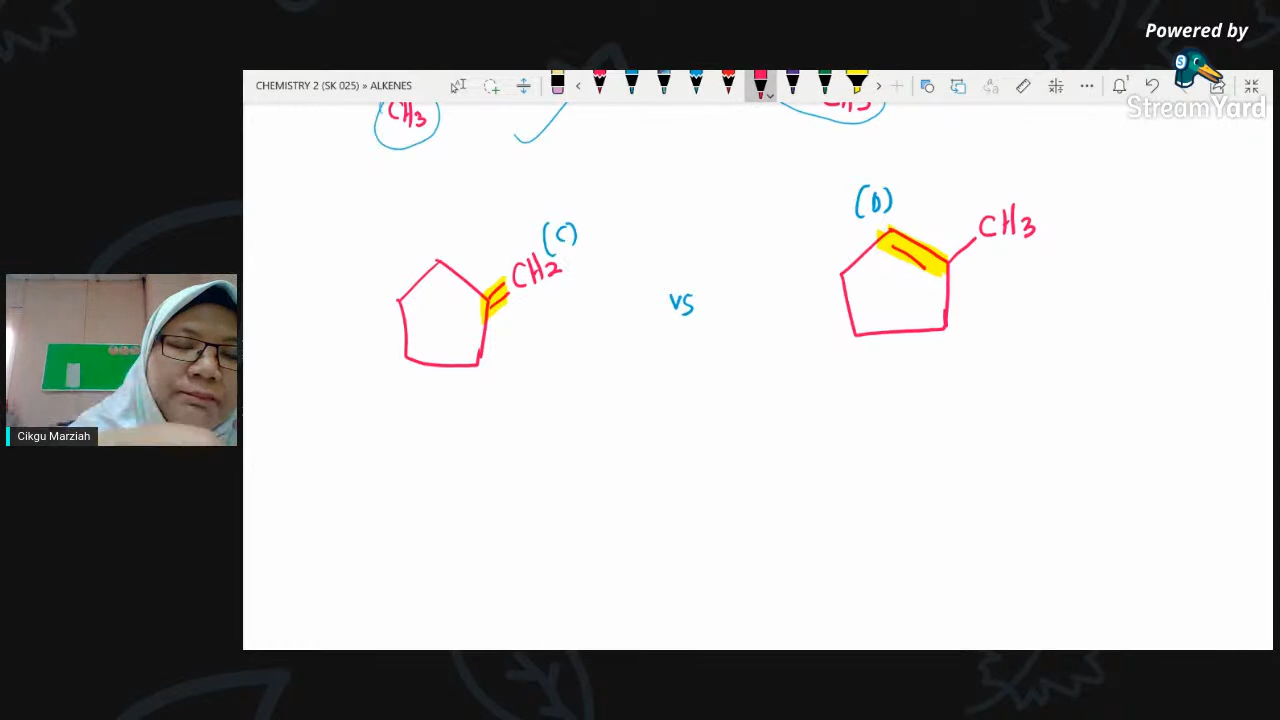 Powered by
StreamYard
CHEMISTRY 2 (SK 025) » ALKENES
CH3
CH3
(C)
CH2
vs
(D)
CH3
Cikgu Marziah